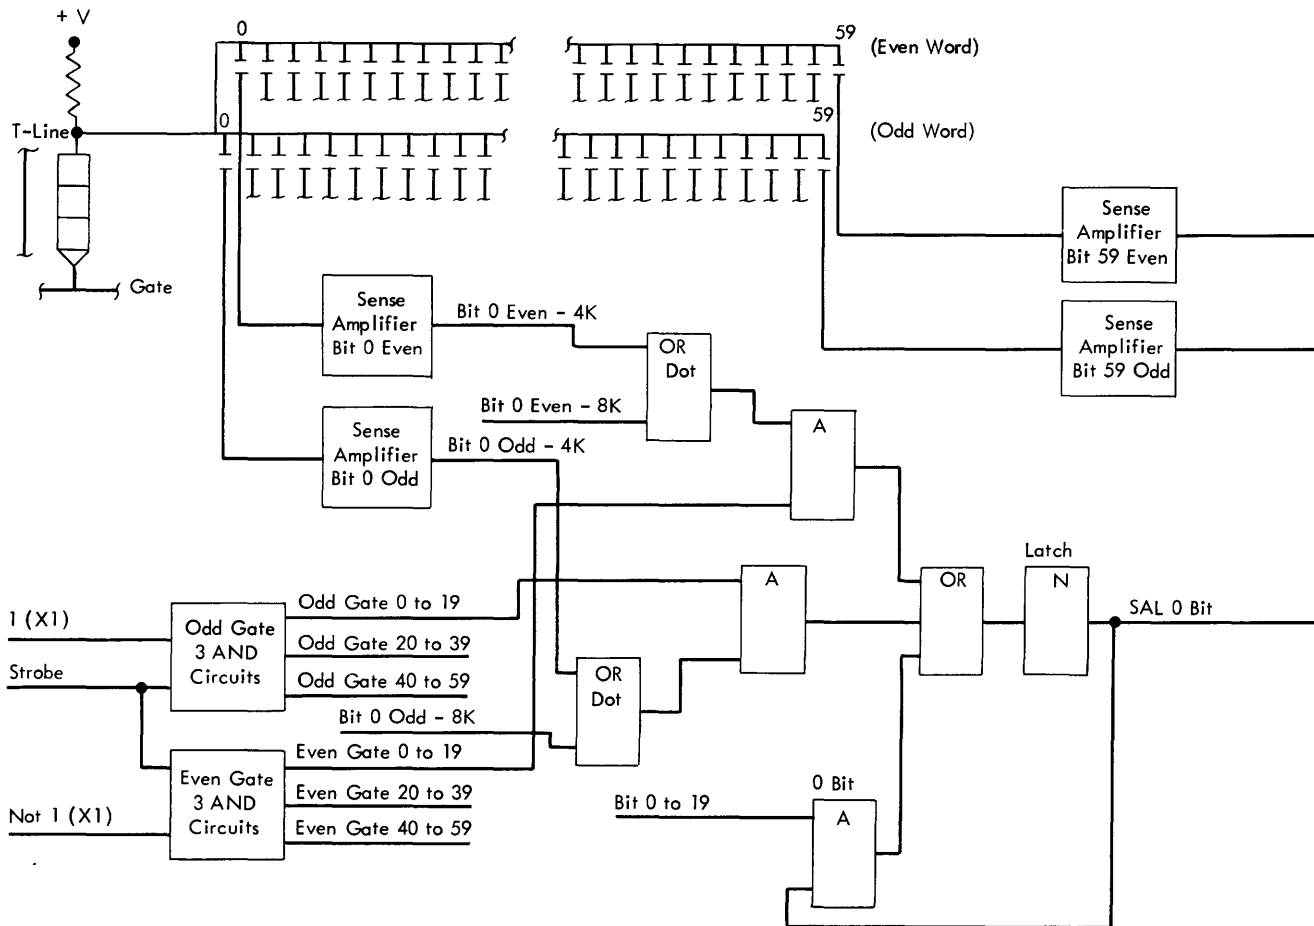 + V
0
59
(Even Word)
T-Line
0
59
(Odd Word)
Gate
Sense
Amplifier
Bit 59 Even
Sense
Amplifier
Bit 0 Even
Bit 0 Even - 4K
Sense
Amplifier
Bit 59 Odd
OR
Dot
Bit 0 Even - 8K
A
Sense
Amplifier
Bit 0 Odd
Bit 0 Odd - 4K
Latch
A
OR
N
Odd Gate 0 to 19
1 (X1)
Odd Gate
3 AND
Circuits
SAL 0 Bit
Odd Gate 20 to 39
Strobe
Odd Gate 40 to 59
OR
Dot
Bit 0 Odd - 8K
Even Gate 0 to 19
Even Gate
3 AND
Circuits
0 Bit
Even Gate 20 to 39
Bit 0 to 19
A
Not 1 (X1)
Even Gate 40 to 59